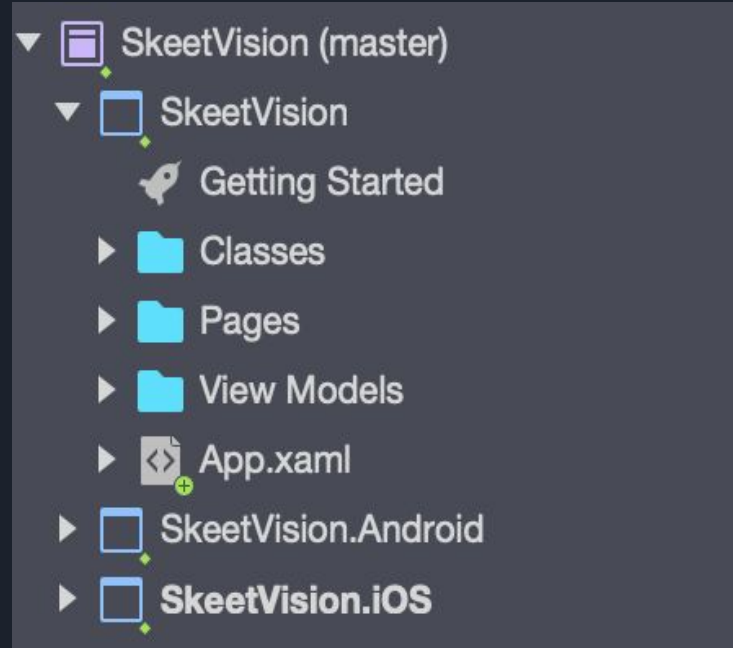 SkeetVision (master)
SkeetVision
Getting Started
Classes
Pages
View Models
App.xaml
SkeetVision.Android
SkeetVision.iOS